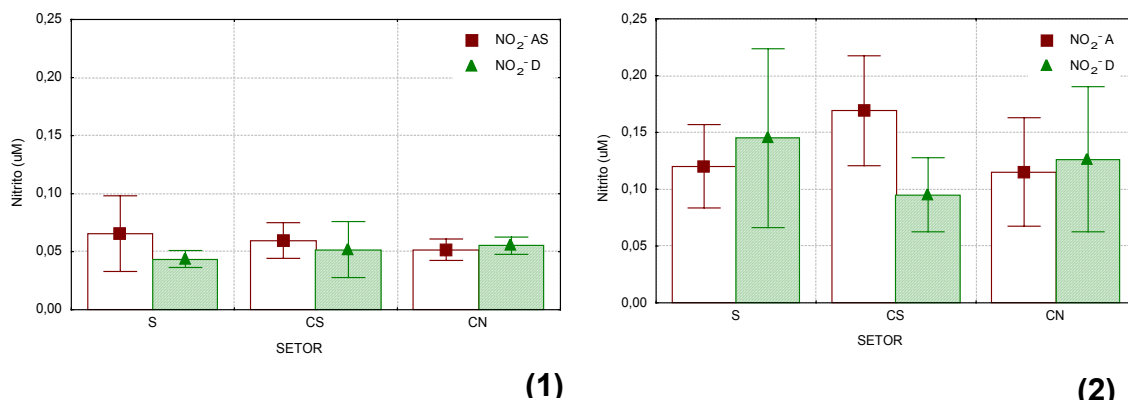 0,25
0,20
0,15
0,10
0,05
0,00
Nitrito (uM)
NO₂⁻ AS
NO₂⁻ D
S CS CN
SETOR
(1)
0,25
0,20
0,15
0,10
0,05
0,00
Nitrito (uM)
NO₂⁻ A
NO₂⁻ D
S CS CN
SETOR
(2)